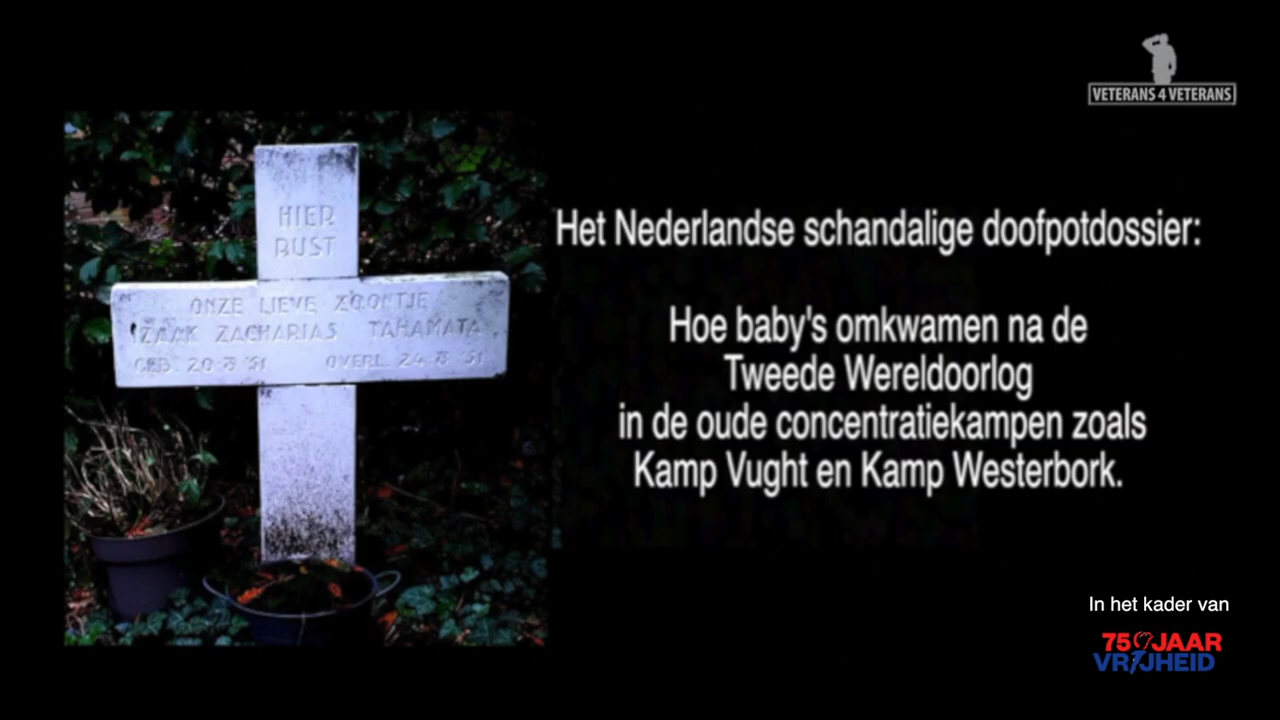 VETERANS 4 VETERANS
HIER
RUST
ONZE LIEVE ZOONTJE
IZAAK ZACHARIAS TAHAMATA
GEB. 20 '51 OVERL. 24 '51
Het Nederlandse schandalige doofpotdossier:
Hoe baby's omkwamen na de
Tweede Wereldoorlog
in de oude concentratiekampen zoals
Kamp Vught en Kamp Westerbork.
In het kader van
75 JAAR
VRIJHEID